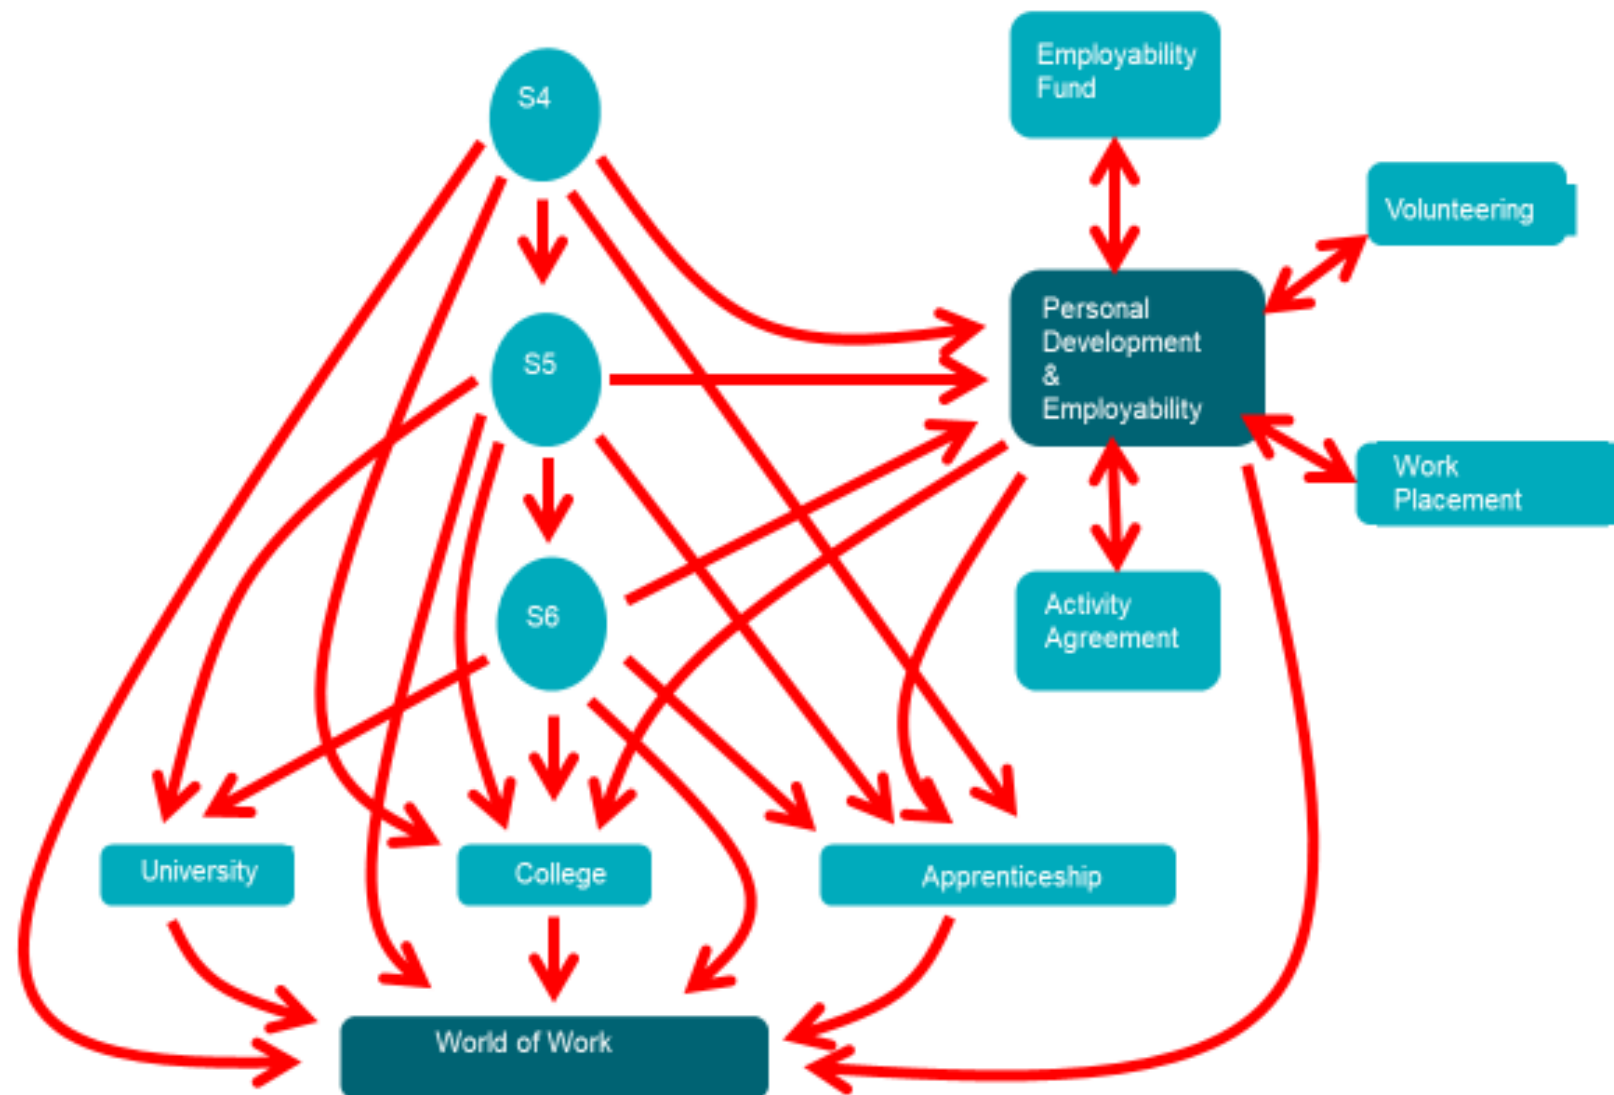 S4
Employability
Fund
Volunteering
Personal
Development
&
Employability
S5
Work
Placement
S6
Activity
Agreement
University
College
Apprenticeship
World of Work